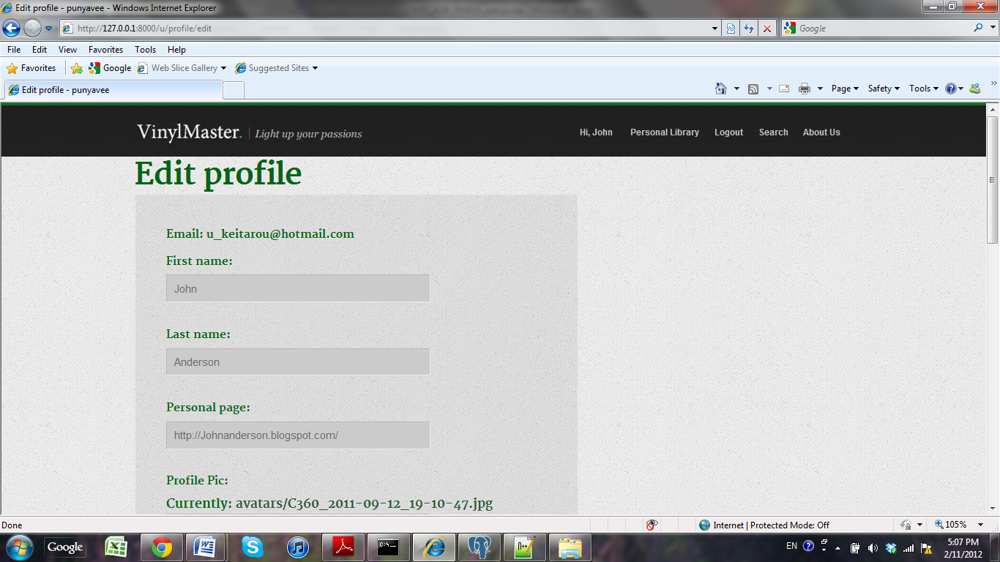 Edit profile - punyavee - Windows Internet Explorer
http://127.0.0.1:8000/u/profile/edit
Google
File Edit View Favorites Tools Help
Favorites Google Web Slice Gallery Suggested Sites
Edit profile - punyavee Page Safety Tools
VinylMaster. Light up your passions Hi, John Personal Library Logout Search About Us
Edit profile
Email: u_keitarou@hotmail.com
First name:
John
Last name:
Anderson
Personal page:
http://Johnanderson.blogspot.com/
Profile Pic:
Currently: avatars/C360_2011-09-12_19-10-47.jpg
Done Internet | Protected Mode: Off 105%
Google EN 5:07 PM
2/11/2012